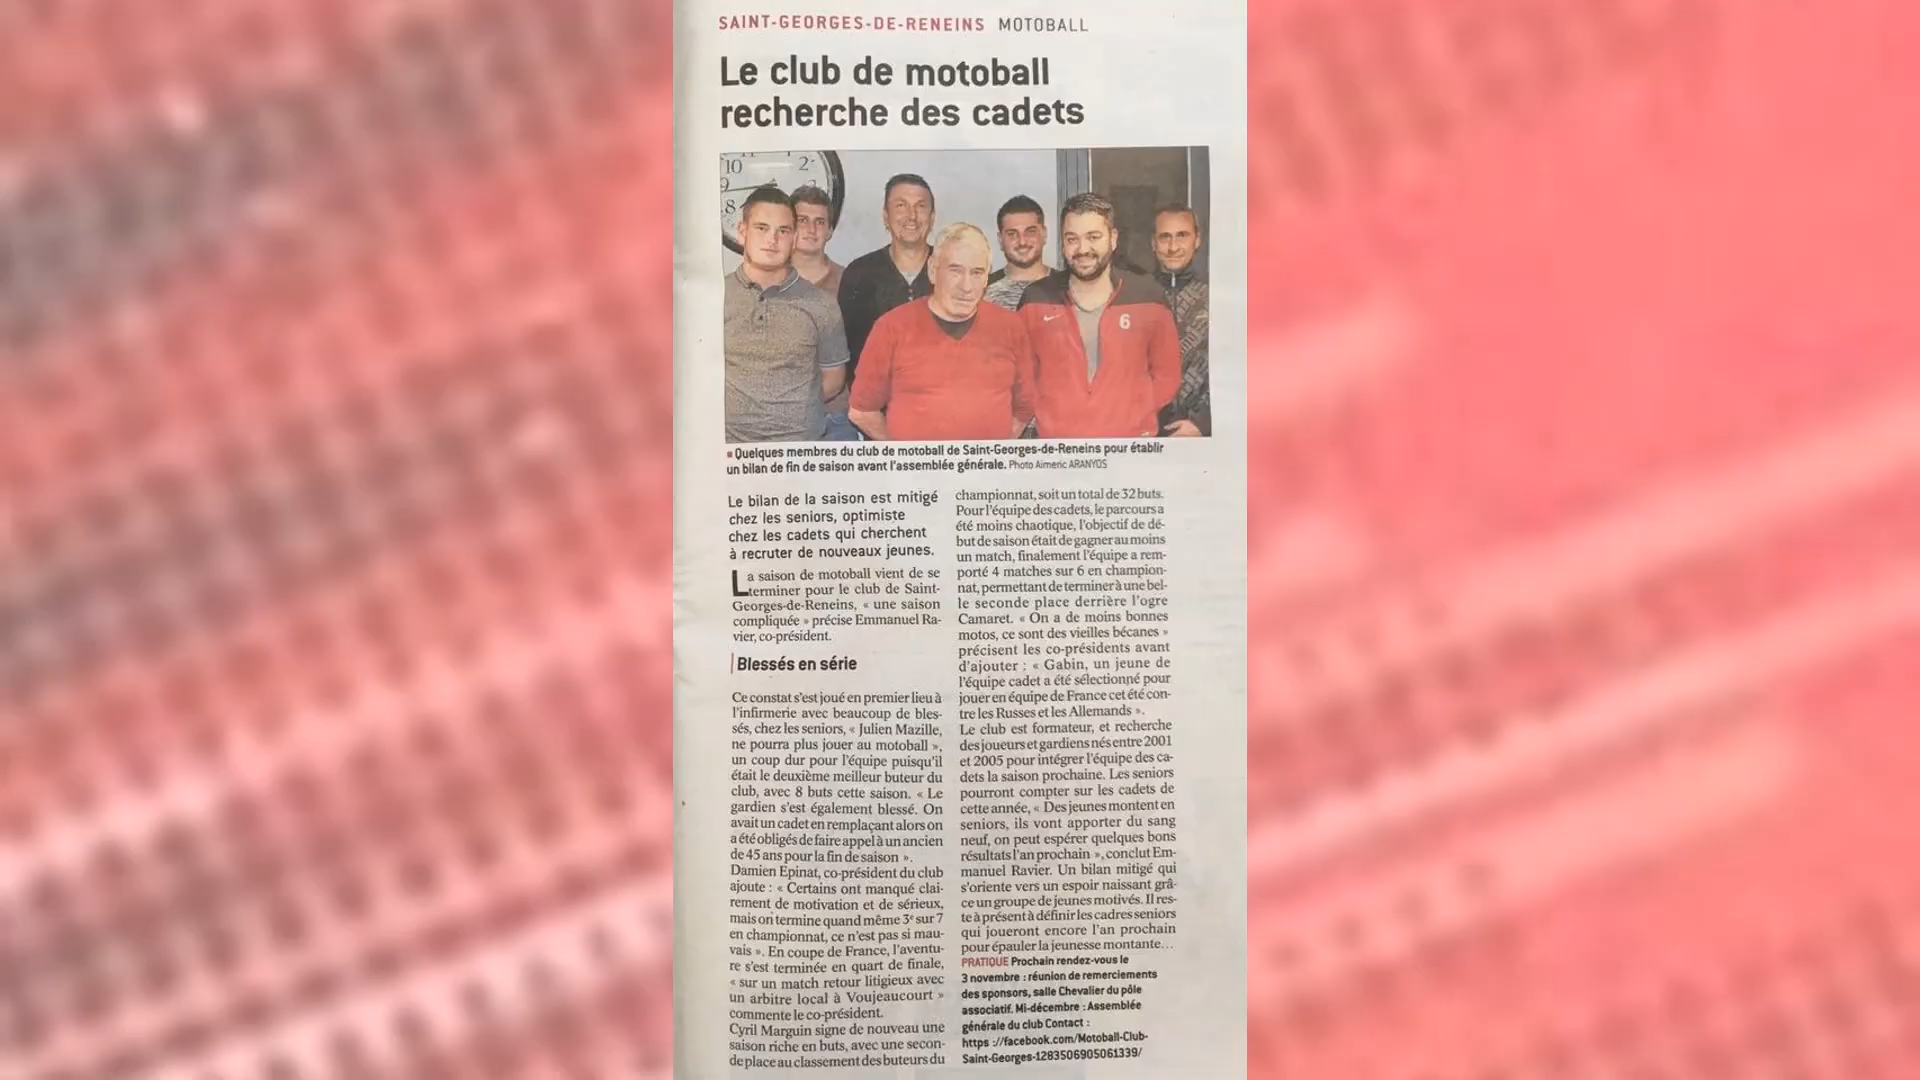 SAINT-GEORGES-DE-RENEINS MOTOBALL
Le club de motoball
recherche des cadets
10
2
9
8
6
Quelques membres du club de motoball de Saint-Georges-de-Reneins pour établir
un bilan de fin de saison avant l'assemblée générale. Photo Aimeric ARANYOS
Le bilan de la saison est mitigé
chez les seniors, optimiste
chez les cadets qui cherchent
à recruter de nouveaux jeunes.
La saison de motoball vient de se
terminer pour le club de Saint-
Georges-de-Reneins, « une saison
compliquée » précise Emmanuel Ra-
vier, co-président.
Blessés en série
Ce constat s'est joué en premier lieu à
l'infirmerie avec beaucoup de bles-
sés, chez les seniors, « Julien Mazille,
ne pourra plus jouer au motoball »,
un coup dur pour l'équipe puisqu'il
était le deuxième meilleur buteur du
club, avec 8 buts cette saison. « Le
gardien s'est également blessé. On
avait un cadet en remplaçant alors on
a été obligés de faire appel à un ancien
de 45 ans pour la fin de saison ».
Damien Epinat, co-président du club
ajoute : « Certains ont manqué clai-
rement de motivation et de sérieux,
mais on termine quand même 3e sur 7
en championnat, ce n'est pas si mau-
vais ». En coupe de France, l'aventu-
re s'est terminée en quart de finale,
« sur un match retour litigieux avec
un arbitre local à Voujeaucourt »
commente le co-président.
Cyril Marguin signe de nouveau une
saison riche en buts, avec une secon-
de place au classement des buteurs du
championnat, soit un total de 32 buts.
Pour l'équipe des cadets, le parcours a
été moins chaotique, l'objectif de dé-
but de saison était de gagner au moins
un match, finalement l'équipe a rem-
porté 4 matches sur 6 en champion-
nat, permettant de terminer à une bel-
le seconde place derrière l'ogre
Camaret. « On a de moins bonnes
motos, ce sont des vieilles bécanes »
précisent les co-présidents avant
d'ajouter : « Gabin, un jeune de
l'équipe cadet a été sélectionné pour
jouer en équipe de France cet été con-
tre les Russes et les Allemands ».
Le club est formateur, et recherche
des joueurs et gardiens nés entre 2001
et 2005 pour intégrer l'équipe des ca-
dets la saison prochaine. Les seniors
pourront compter sur les cadets de
cette année, « Des jeunes montent en
seniors, ils vont apporter du sang
neuf, on peut espérer quelques bons
résultats l'an prochain », conclut Em-
manuel Ravier. Un bilan mitigé qui
s'oriente vers un espoir naissant grâ-
ce un groupe de jeunes motivés. Il res-
te à présent à définir les cadres seniors
qui joueront encore l'an prochain
pour épauler la jeunesse montante...
PRATIQUE Prochain rendez-vous le
3 novembre : réunion de remerciements
des sponsors, salle Chevalier du pôle
associatif. Mi-décembre : Assemblée
générale du club Contact :
https ://facebook.com/Motoball-Club-
Saint-Georges-1283506905061339/